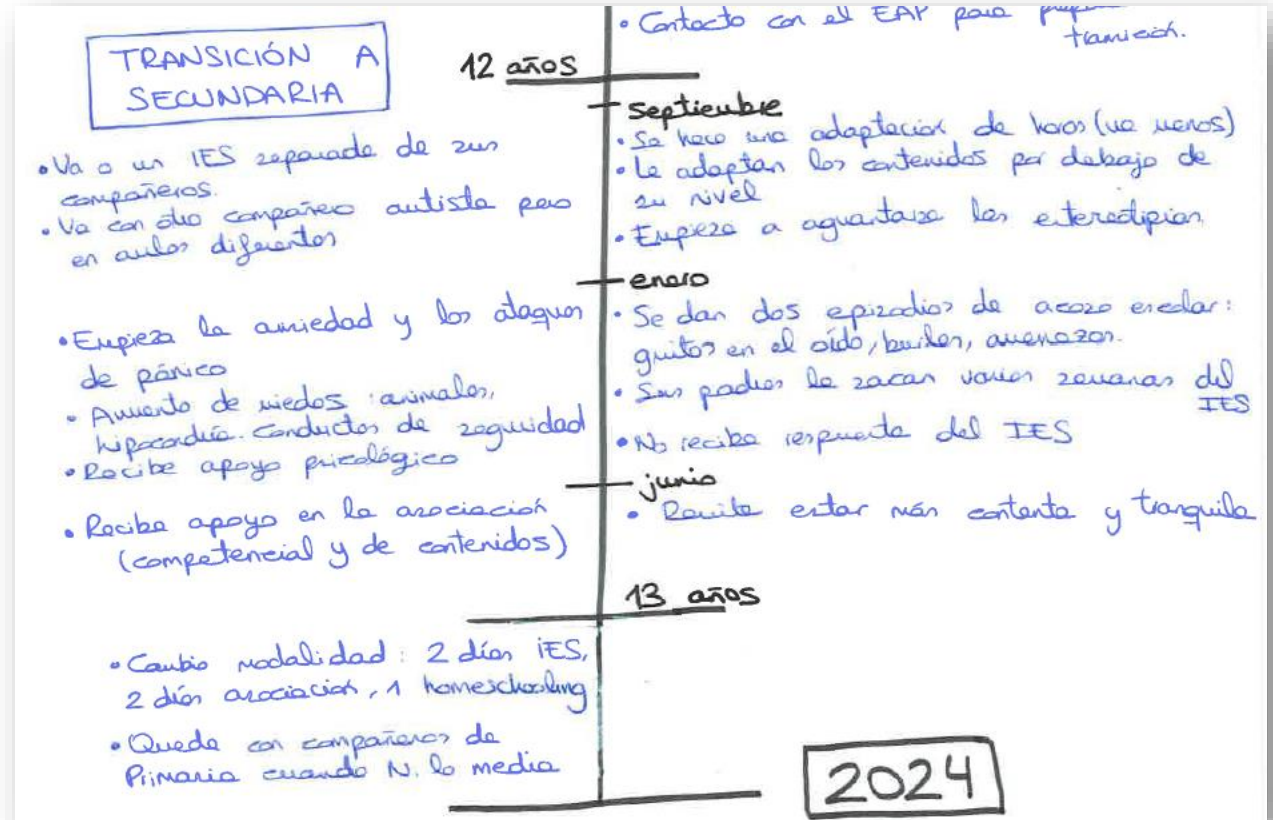 • Contacto con el EAP para
transición.
TRANSICIÓN A
SECUNDARIA
12 años
septiembre
• Va a un IES separada de sus
compañeros.
• Va con otro compañero autista pero
en aulas diferentes
• Se hace una adaptación de horas (va menos)
• Le adaptan los contenidos por debajo de
su nivel
• Empieza a aguantarse las estereotipias
enero
• Empieza la ansiedad y los ataques
de pánico
• Aumento de miedos: animales,
hipocondría. Conductas de seguridad
• Recibe apoyo psicológico
• Se dan dos episodios de acoso escolar:
gritos en el oído, burlas, amenazas.
• Sus padres la sacan varias semanas del
IES
• No recibe respuesta del IES
junio
• Recibe apoyo en la asociación
(competencial y de contenidos)
• Remite estar más contenta y tranquila
13 años
• Cambio modalidad: 2 días IES,
2 días asociación, 1 homeschooling
• Queda con compañeros de
Primaria cuando N. lo media
2024